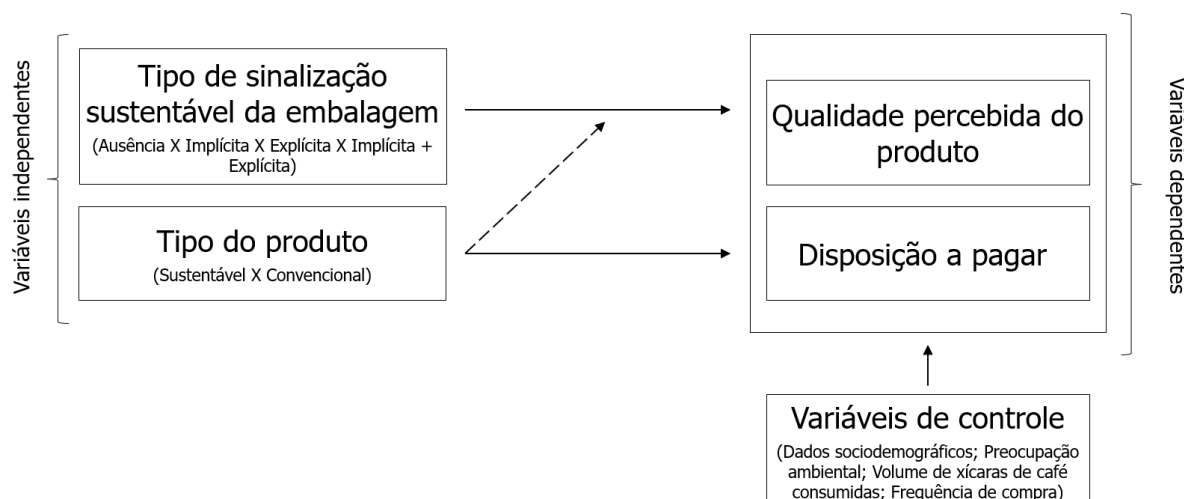 Variáveis independentes
Tipo de sinalização
sustentável da embalagem
(Ausência X Implícita X Explícita X Implícita +
Explícita)
Tipo do produto
(Sustentável X Convencional)
Qualidade percebida do
produto
Disposição a pagar
Variáveis dependentes
Variáveis de controle
(Dados sociodemográficos; Preocupação
ambiental; Volume de xícaras de café
consumidas; Frequência de compra)